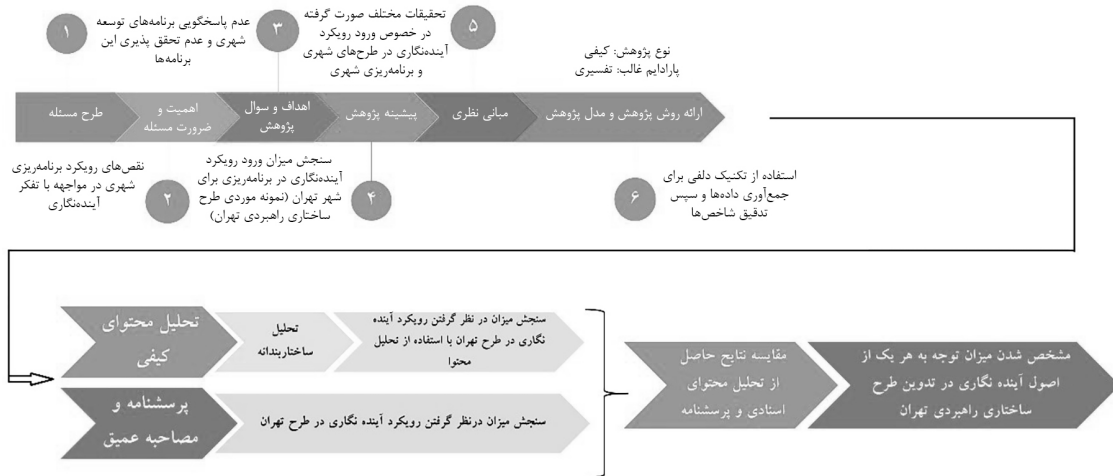 ۱
عدم پاسخگویی برنامه‌های توسعه
شهری و عدم تحقق پذیری این
برنامه‌ها
۳
تحقیقات مختلف صورت گرفته
در خصوص ورود رویکرد
آینده‌نگاری در طرح‌های شهری
و برنامه‌ریزی شهری
۵
نوع پژوهش: کیفی
پارادایم غالب: تفسیری
طرح مسئله
اهمیت و
ضرورت مسئله
اهداف و سوال
پژوهش
پیشینه پژوهش
مبانی نظری
ارائه روش پژوهش و مدل پژوهش
نقص‌های رویکرد برنامه‌ریزی
شهری در مواجهه با تفکر
آینده‌نگاری
۲
سنجش میزان ورود رویکرد
آینده‌نگاری در برنامه‌ریزی برای
شهر تهران (نمونه موردی طرح
ساختاری راهبردی تهران)
۴
۶
استفاده از تکنیک دلفی برای
جمع‌آوری داده‌ها و سپس
تدقیق شاخص‌ها
تحلیل محتوای
کیفی
تحلیل
ساختاربندانه
سنجش میزان در نظر گرفتن رویکرد آینده
نگاری در طرح تهران با استفاده از تحلیل
محتوا
پرسشنامه و
مصاحبه عمیق
سنجش میزان درنظر گرفتن رویکرد آینده نگاری در طرح تهران
مقایسه نتایج حاصل
از تحلیل محتوای
اسنادی و پرسشنامه
مشخص شدن میزان توجه به هر یک از
اصول آینده نگاری در تدوین طرح
ساختاری راهبردی تهران